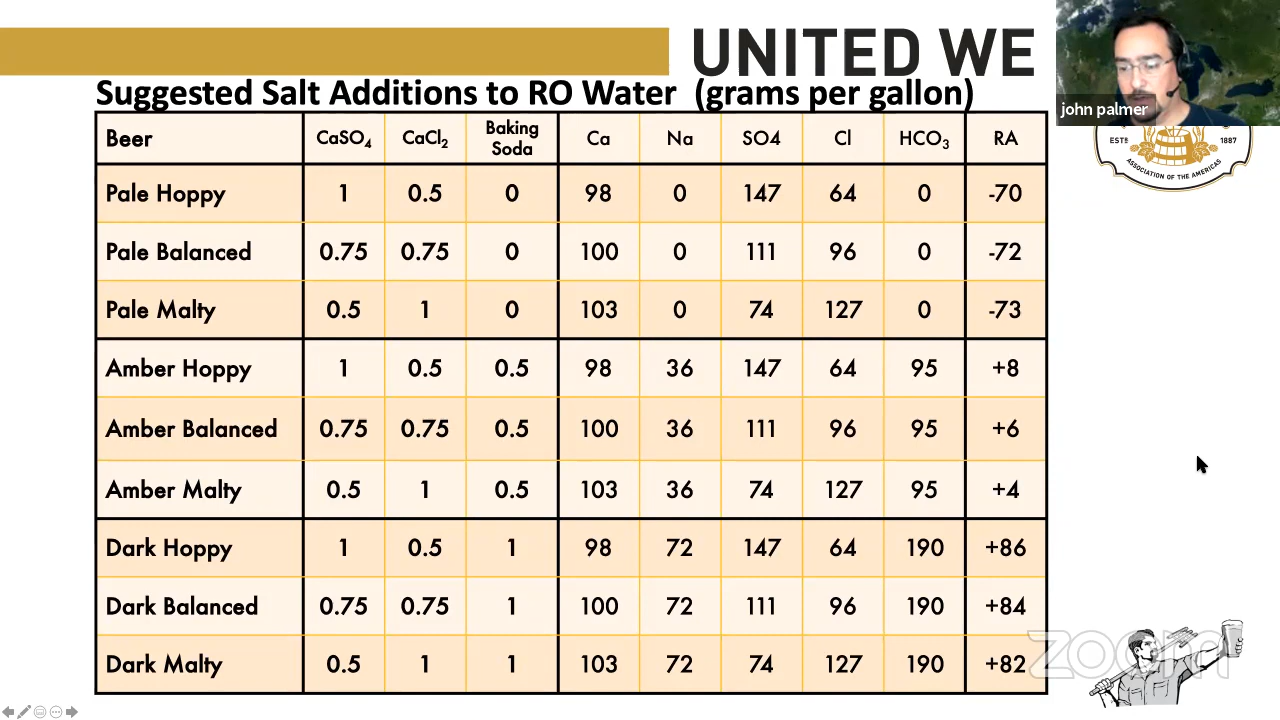 UNITED WE
john palmer
Suggested Salt Additions to RO Water (grams per gallon)
Beer CaSO4 CaCl2 Baking Soda Ca Na SO4 Cl HCO3 RA
Pale Hoppy 1 0.5 0 98 0 147 64 0 -70
Pale Balanced 0.75 0.75 0 100 0 111 96 0 -72
Pale Malty 0.5 1 0 103 0 74 127 0 -73
Amber Hoppy 1 0.5 0.5 98 36 147 64 95 +8
Amber Balanced 0.75 0.75 0.5 100 36 111 96 95 +6
Amber Malty 0.5 1 0.5 103 36 74 127 95 +4
Dark Hoppy 1 0.5 1 98 72 147 64 190 +86
Dark Balanced 0.75 0.75 1 100 72 111 96 190 +84
Dark Malty 0.5 1 1 103 72 74 127 190 +82
1887
ASSOCIATION OF THE AMERICAS
zoom